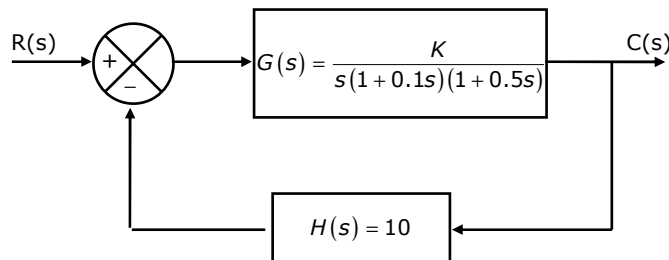 R(s)
+
−
G(s) = K / s(1+0.1s)(1+0.5s)
C(s)
H(s) = 10